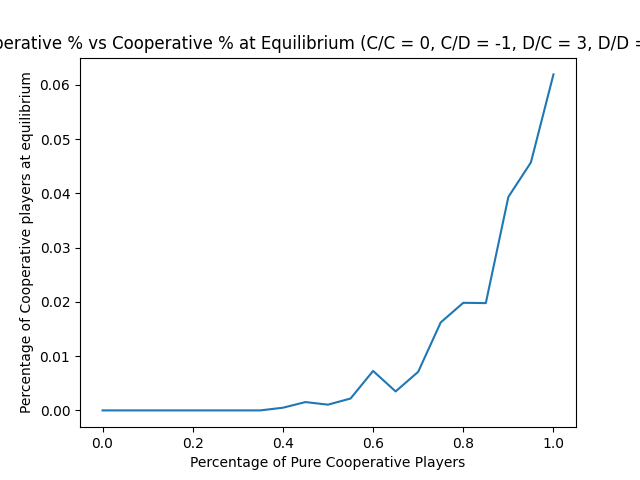 % vs Cooperative % at Equilibrium (C/C = 0, C/D = -1, D/C = 3, D/D =
Percentage of Cooperative players at equilibrium
0.06
0.05
0.04
0.03
0.02
0.01
0.00
0.0 0.2 0.4 0.6 0.8 1.0
Percentage of Pure Cooperative Players